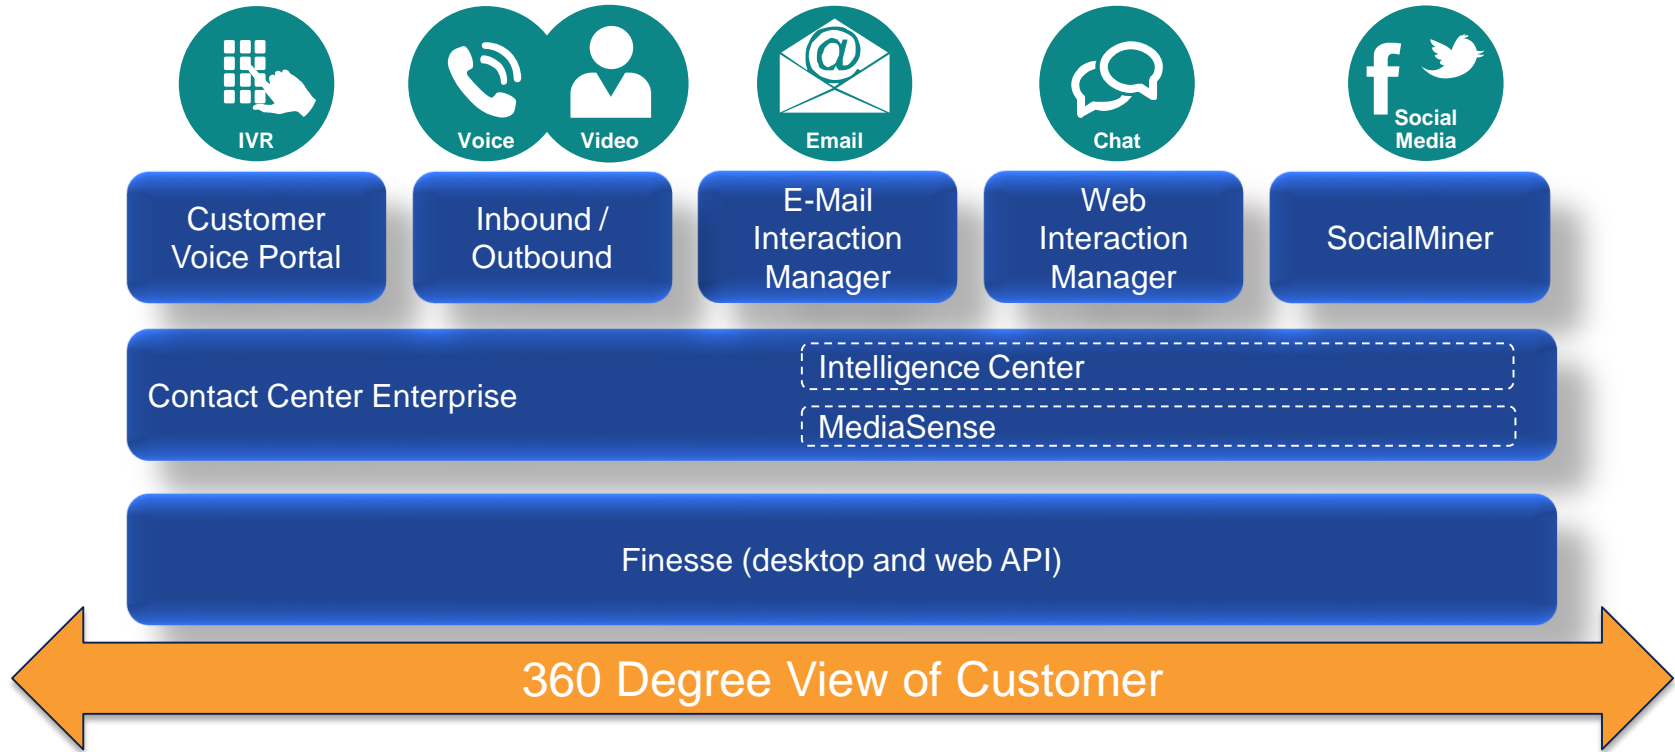 IVR
Voice
Video
Email
Chat
Social
Media
Customer
Voice Portal
Inbound /
Outbound
E-Mail
Interaction
Manager
Web
Interaction
Manager
SocialMiner
Contact Center Enterprise
Intelligence Center
MediaSense
Finesse (desktop and web API)
360 Degree View of Customer